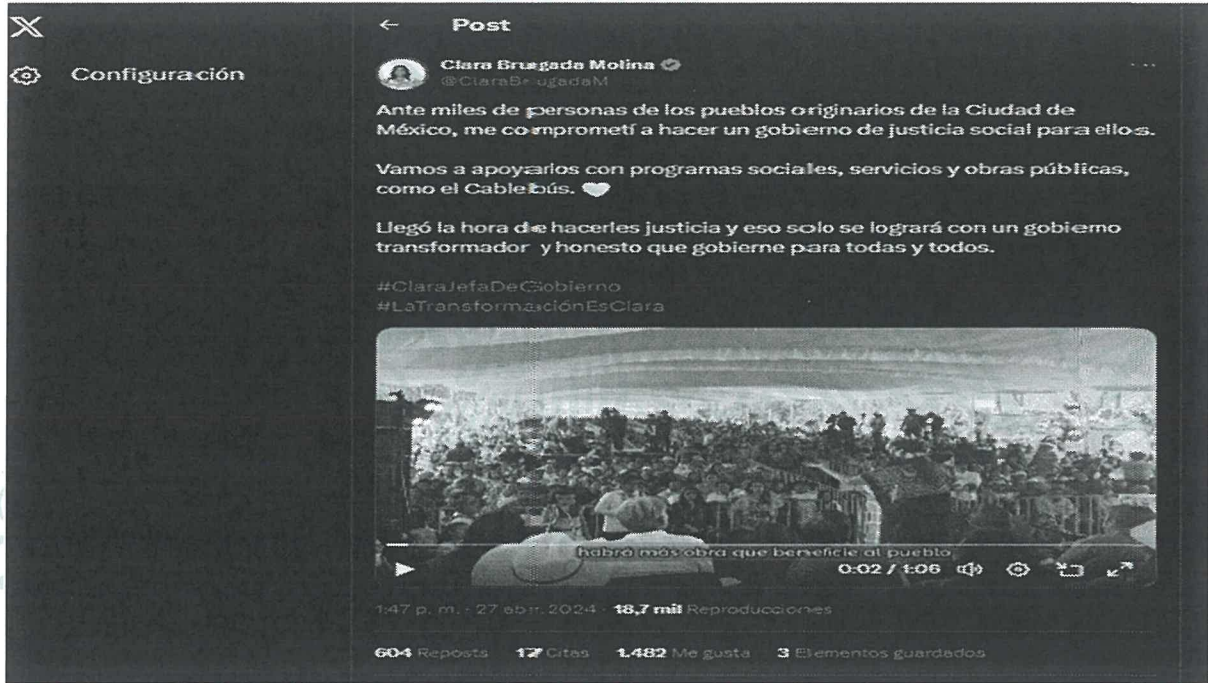 Post
Configuración
Clara Brugada Molina
@ClaraBrugadaM
Ante miles de personas de los pueblos originarios de la Ciudad de
México, me comprometí a hacer un gobierno de justicia social para ellos.
Vamos a apoyarlos con programas sociales, servicios y obras públicas,
como el Cablebús.
Llegó la hora de hacerles justicia y eso solo se logrará con un gobierno
transformador y honesto que gobierne para todas y todos.
#ClaraJefaDeGobierno
#LaTransformaciónEsClara
habrá más obra que beneficie al pueblo
0:02 / 1:06
1:47 p. m. · 27 abr. 2024 · 18,7 mil Reproducciones
604 Reposts 17 Citas 1.482 Me gusta 3 Elementos guardados